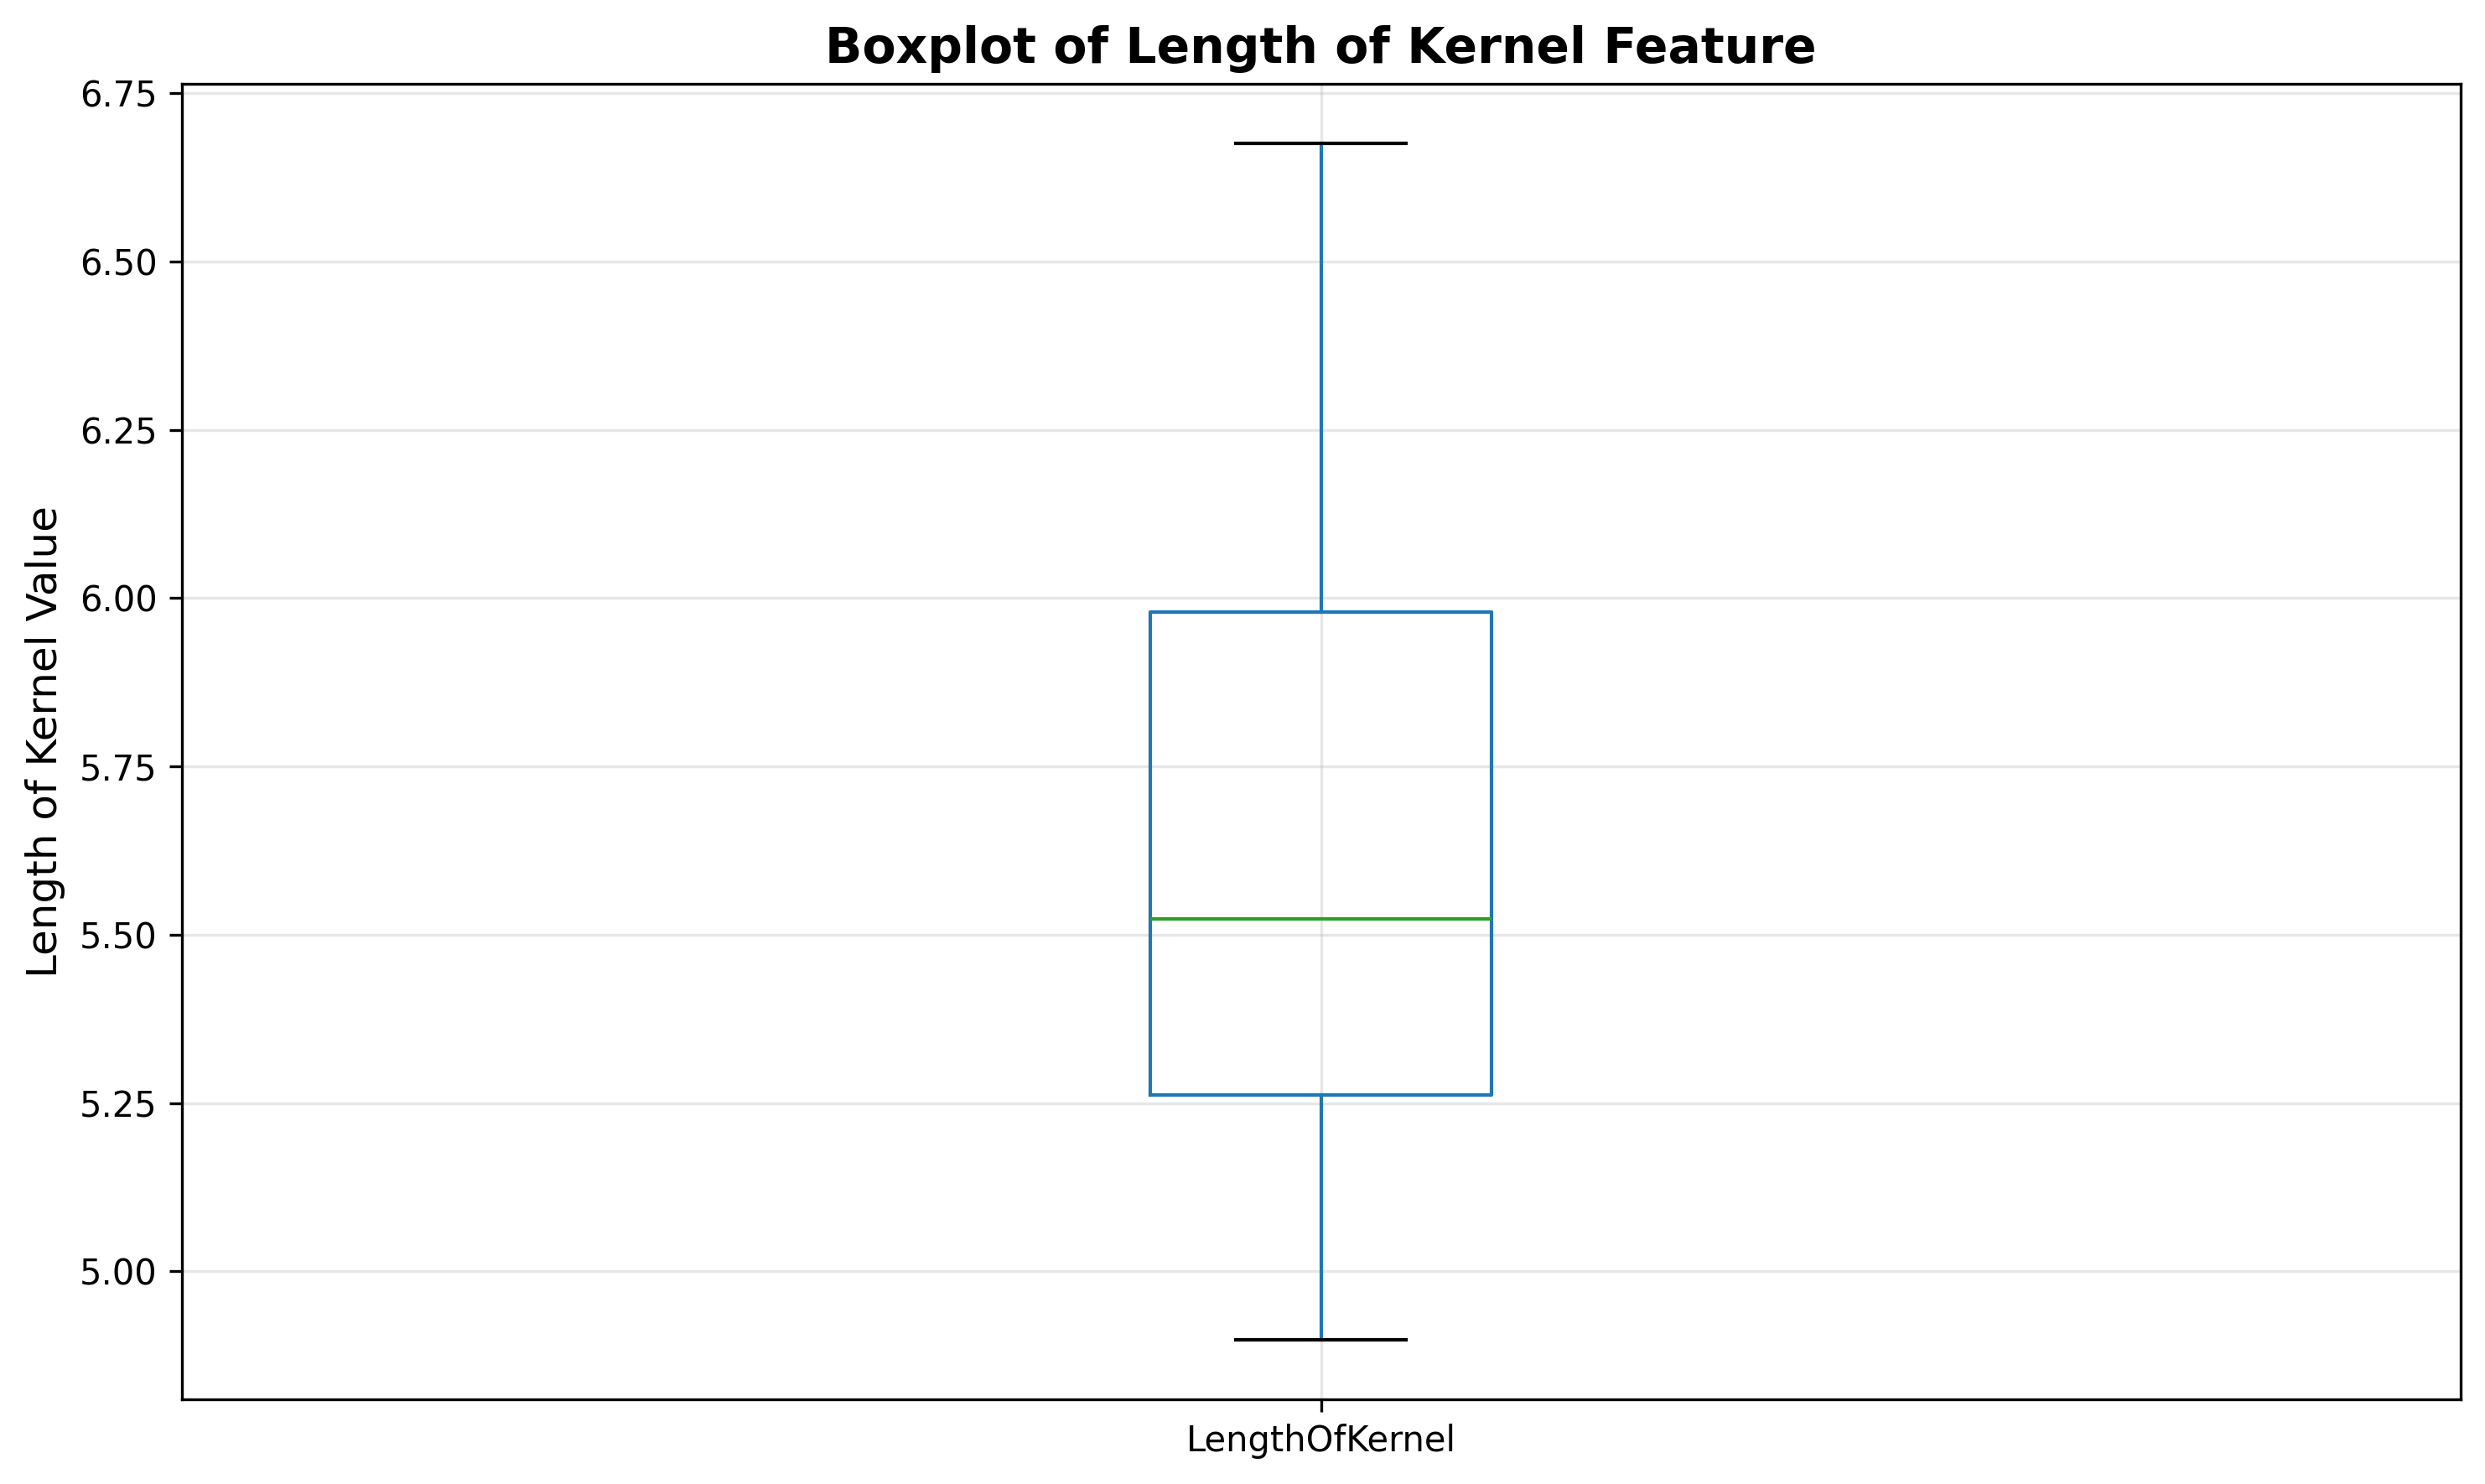 Boxplot of Length of Kernel Feature
Length of Kernel Value
6.75
6.50
6.25
6.00
5.75
5.50
5.25
5.00
LengthOfKernel